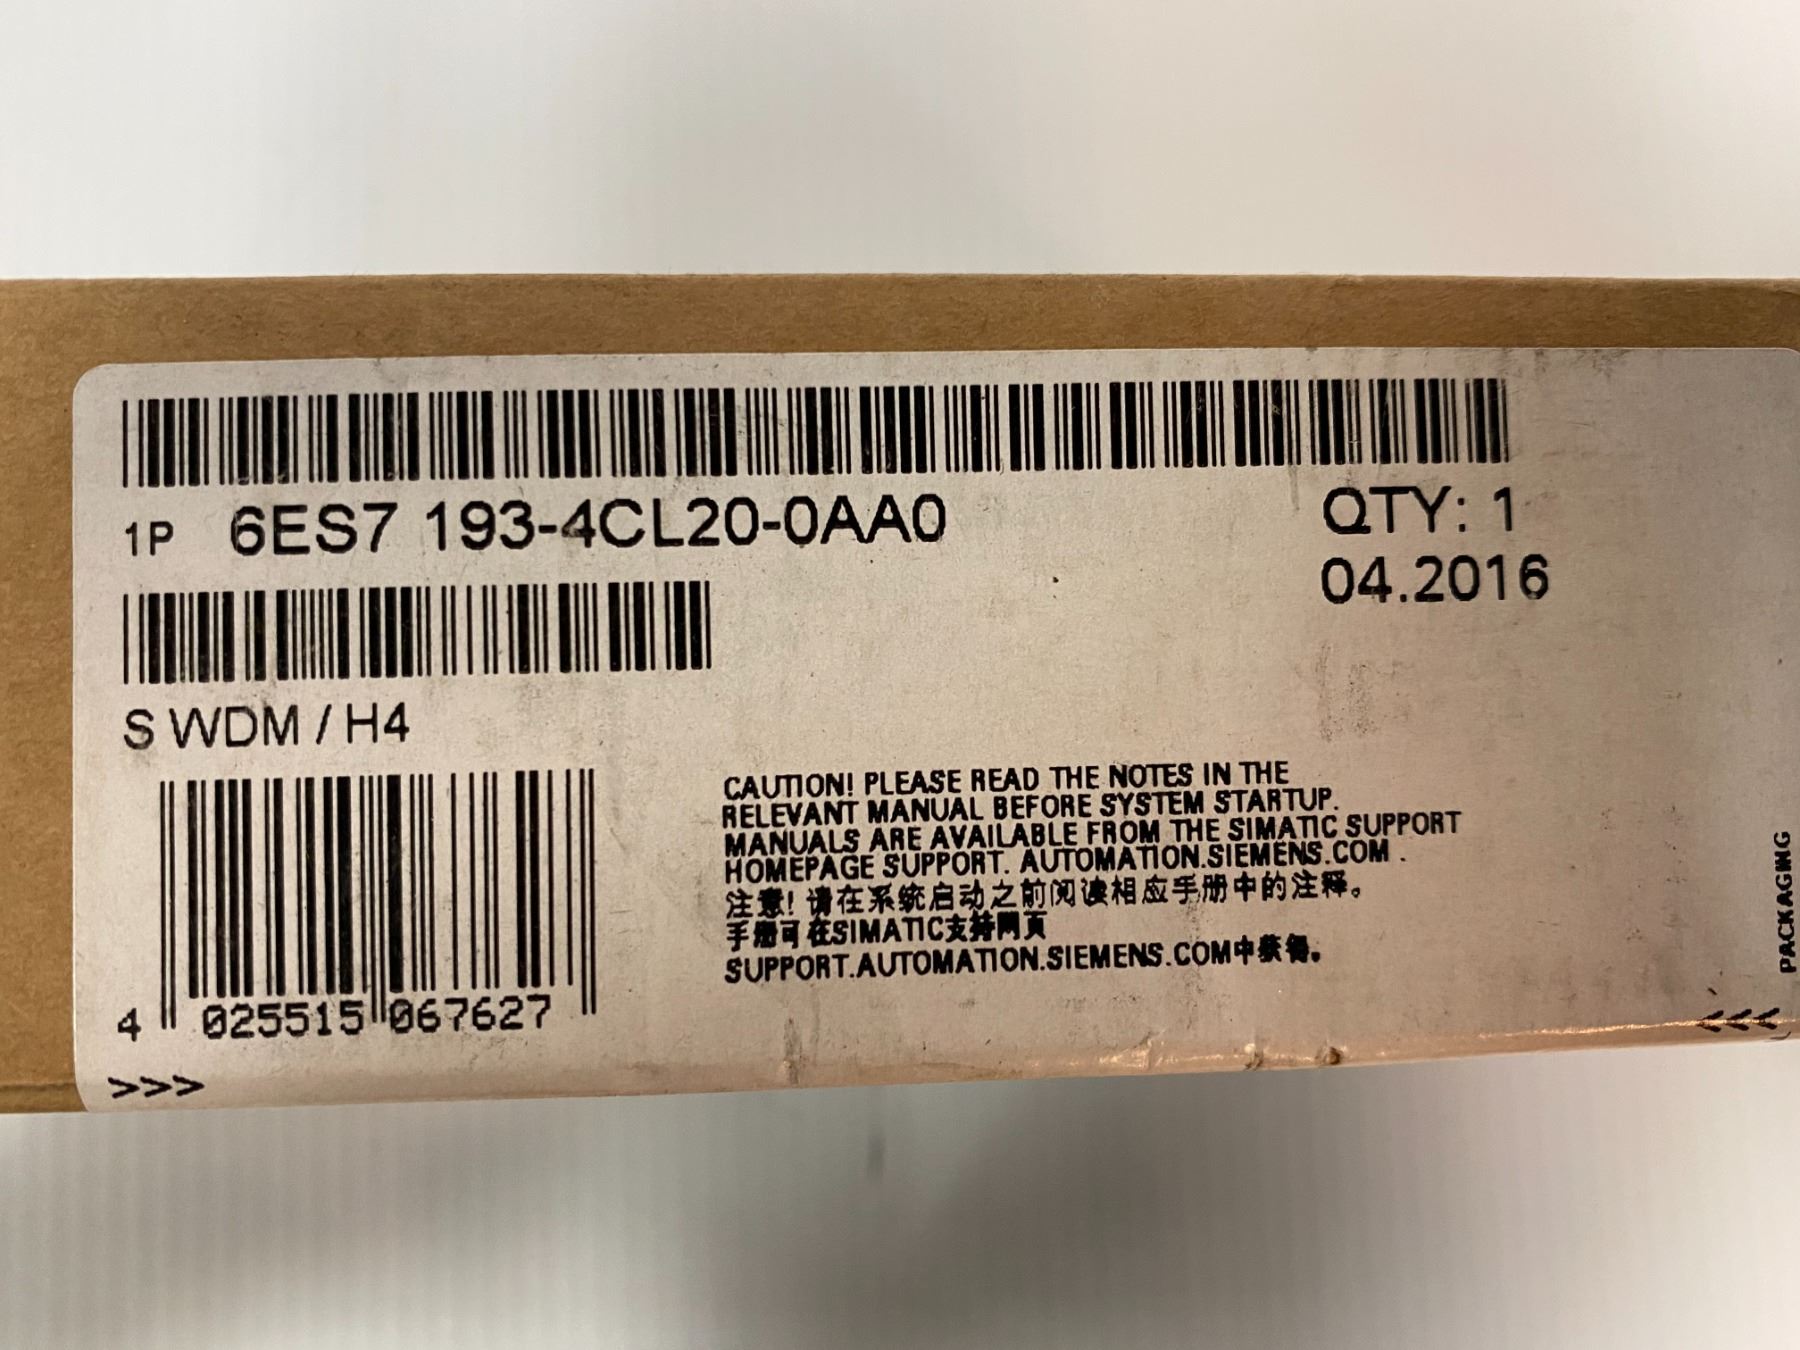 1P 6ES7 193-4CL20-0AA0
QTY: 1
04.2016
S WDM / H4
CAUTION! PLEASE READ THE NOTES IN THE
RELEVANT MANUAL BEFORE SYSTEM STARTUP.
MANUALS ARE AVAILABLE FROM THE SIMATIC SUPPORT
HOMEPAGE SUPPORT. AUTOMATION.SIEMENS.COM .
注意! 请在系统启动之前阅读相应手册中的注释。
手册可在SIMATIC支持网页
SUPPORT.AUTOMATION.SIEMENS.COM中获得。
4 025515 067627
>>>
<<<
PACKAGING